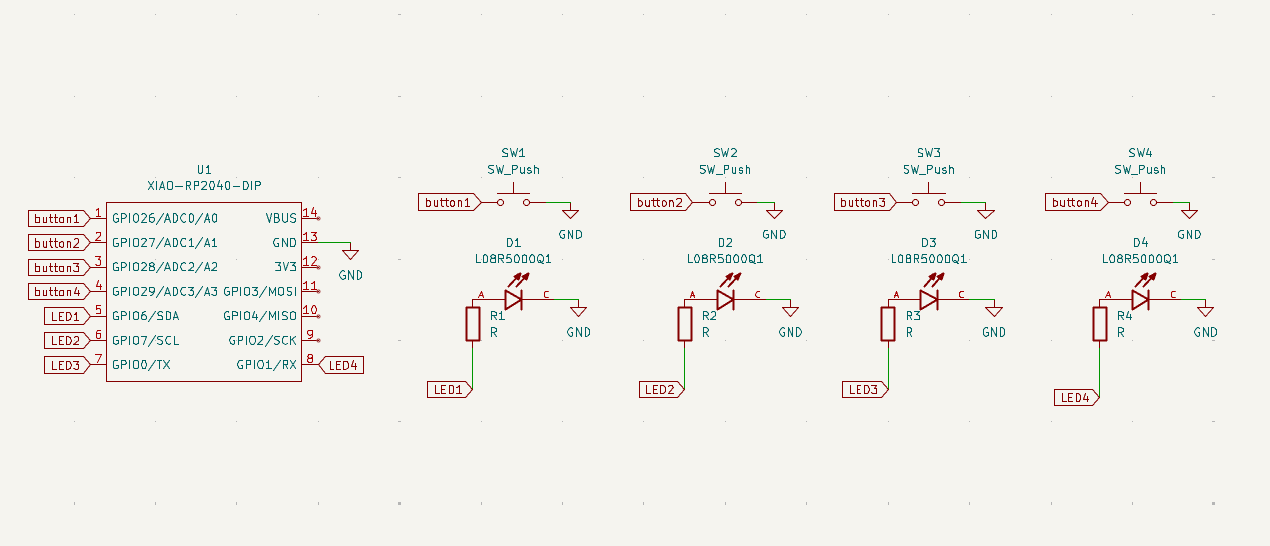 U1
XIAO-RP2040-DIP
button1 1 GPIO26/ADC0/A0 VBUS 14
button2 2 GPIO27/ADC1/A1 GND 13
button3 3 GPIO28/ADC2/A2 3V3 12
button4 4 GPIO29/ADC3/A3 GPIO3/MOSI 11
LED1 5 GPIO6/SDA GPIO4/MISO 10
LED2 6 GPIO7/SCL GPIO2/SCK 9
LED3 7 GPIO0/TX GPIO1/RX 8 LED4
GND
SW1
SW_Push
button1
GND
D1
LO8R5000Q1
A C
R1
R
GND
LED1
SW2
SW_Push
button2
GND
D2
LO8R5000Q1
A C
R2
R
GND
LED2
SW3
SW_Push
button3
GND
D3
LO8R5000Q1
A C
R3
R
GND
LED3
SW4
SW_Push
button4
GND
D4
LO8R5000Q1
A C
R4
R
GND
LED4